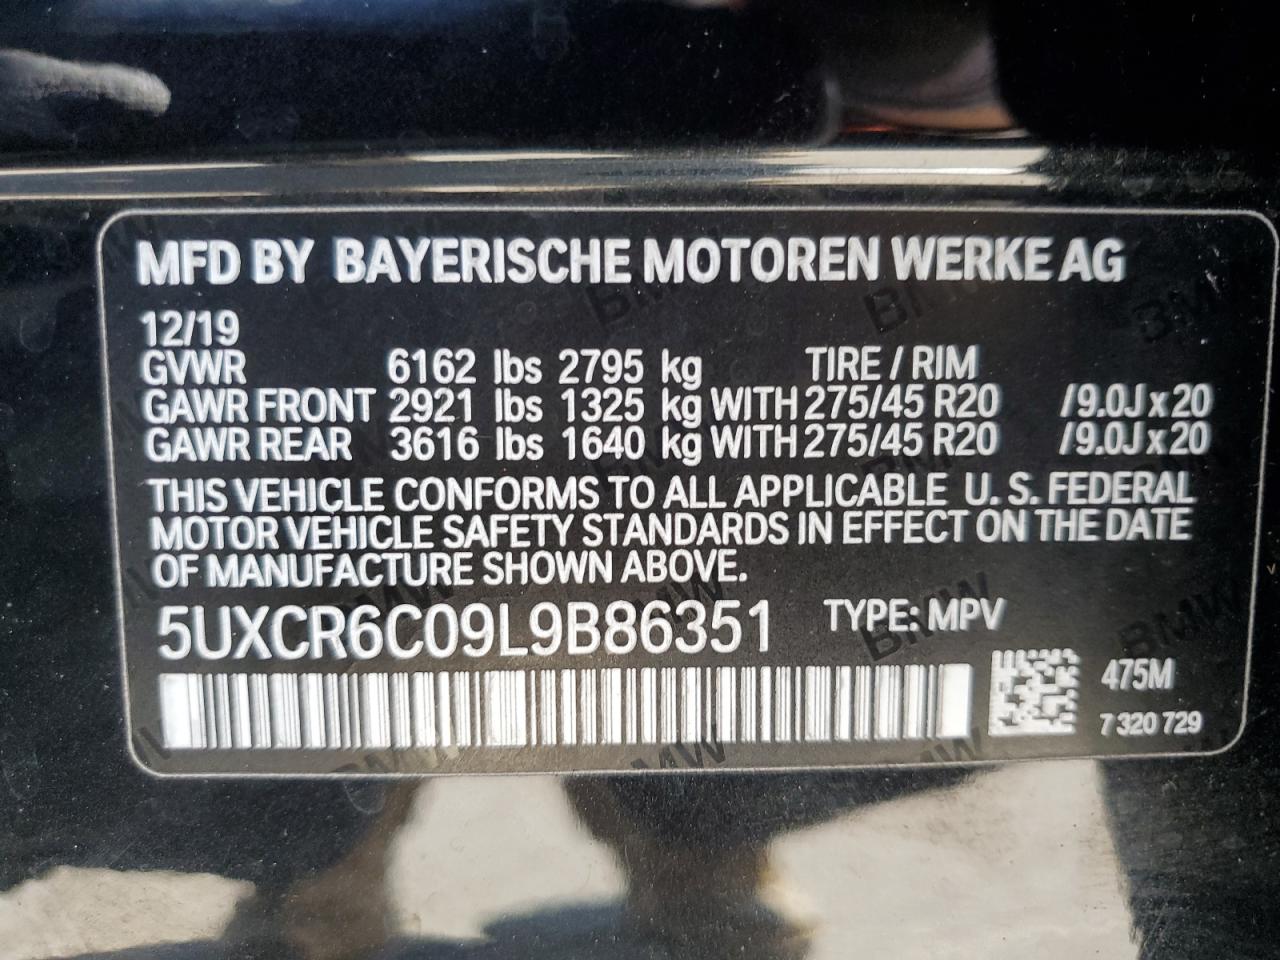 MFD BY BAYERISCHE MOTOREN WERKE AG
12/19
GVWR 6162 lbs 2795 kg TIRE / RIM
GAWR FRONT 2921 lbs 1325 kg WITH 275/45 R20 /9.0J x 20
GAWR REAR 3616 lbs 1640 kg WITH 275/45 R20 /9.0J x 20
THIS VEHICLE CONFORMS TO ALL APPLICABLE U. S. FEDERAL
MOTOR VEHICLE SAFETY STANDARDS IN EFFECT ON THE DATE
OF MANUFACTURE SHOWN ABOVE.
5UXCR6C09L9B86351 TYPE: MPV
475M
7 320 729